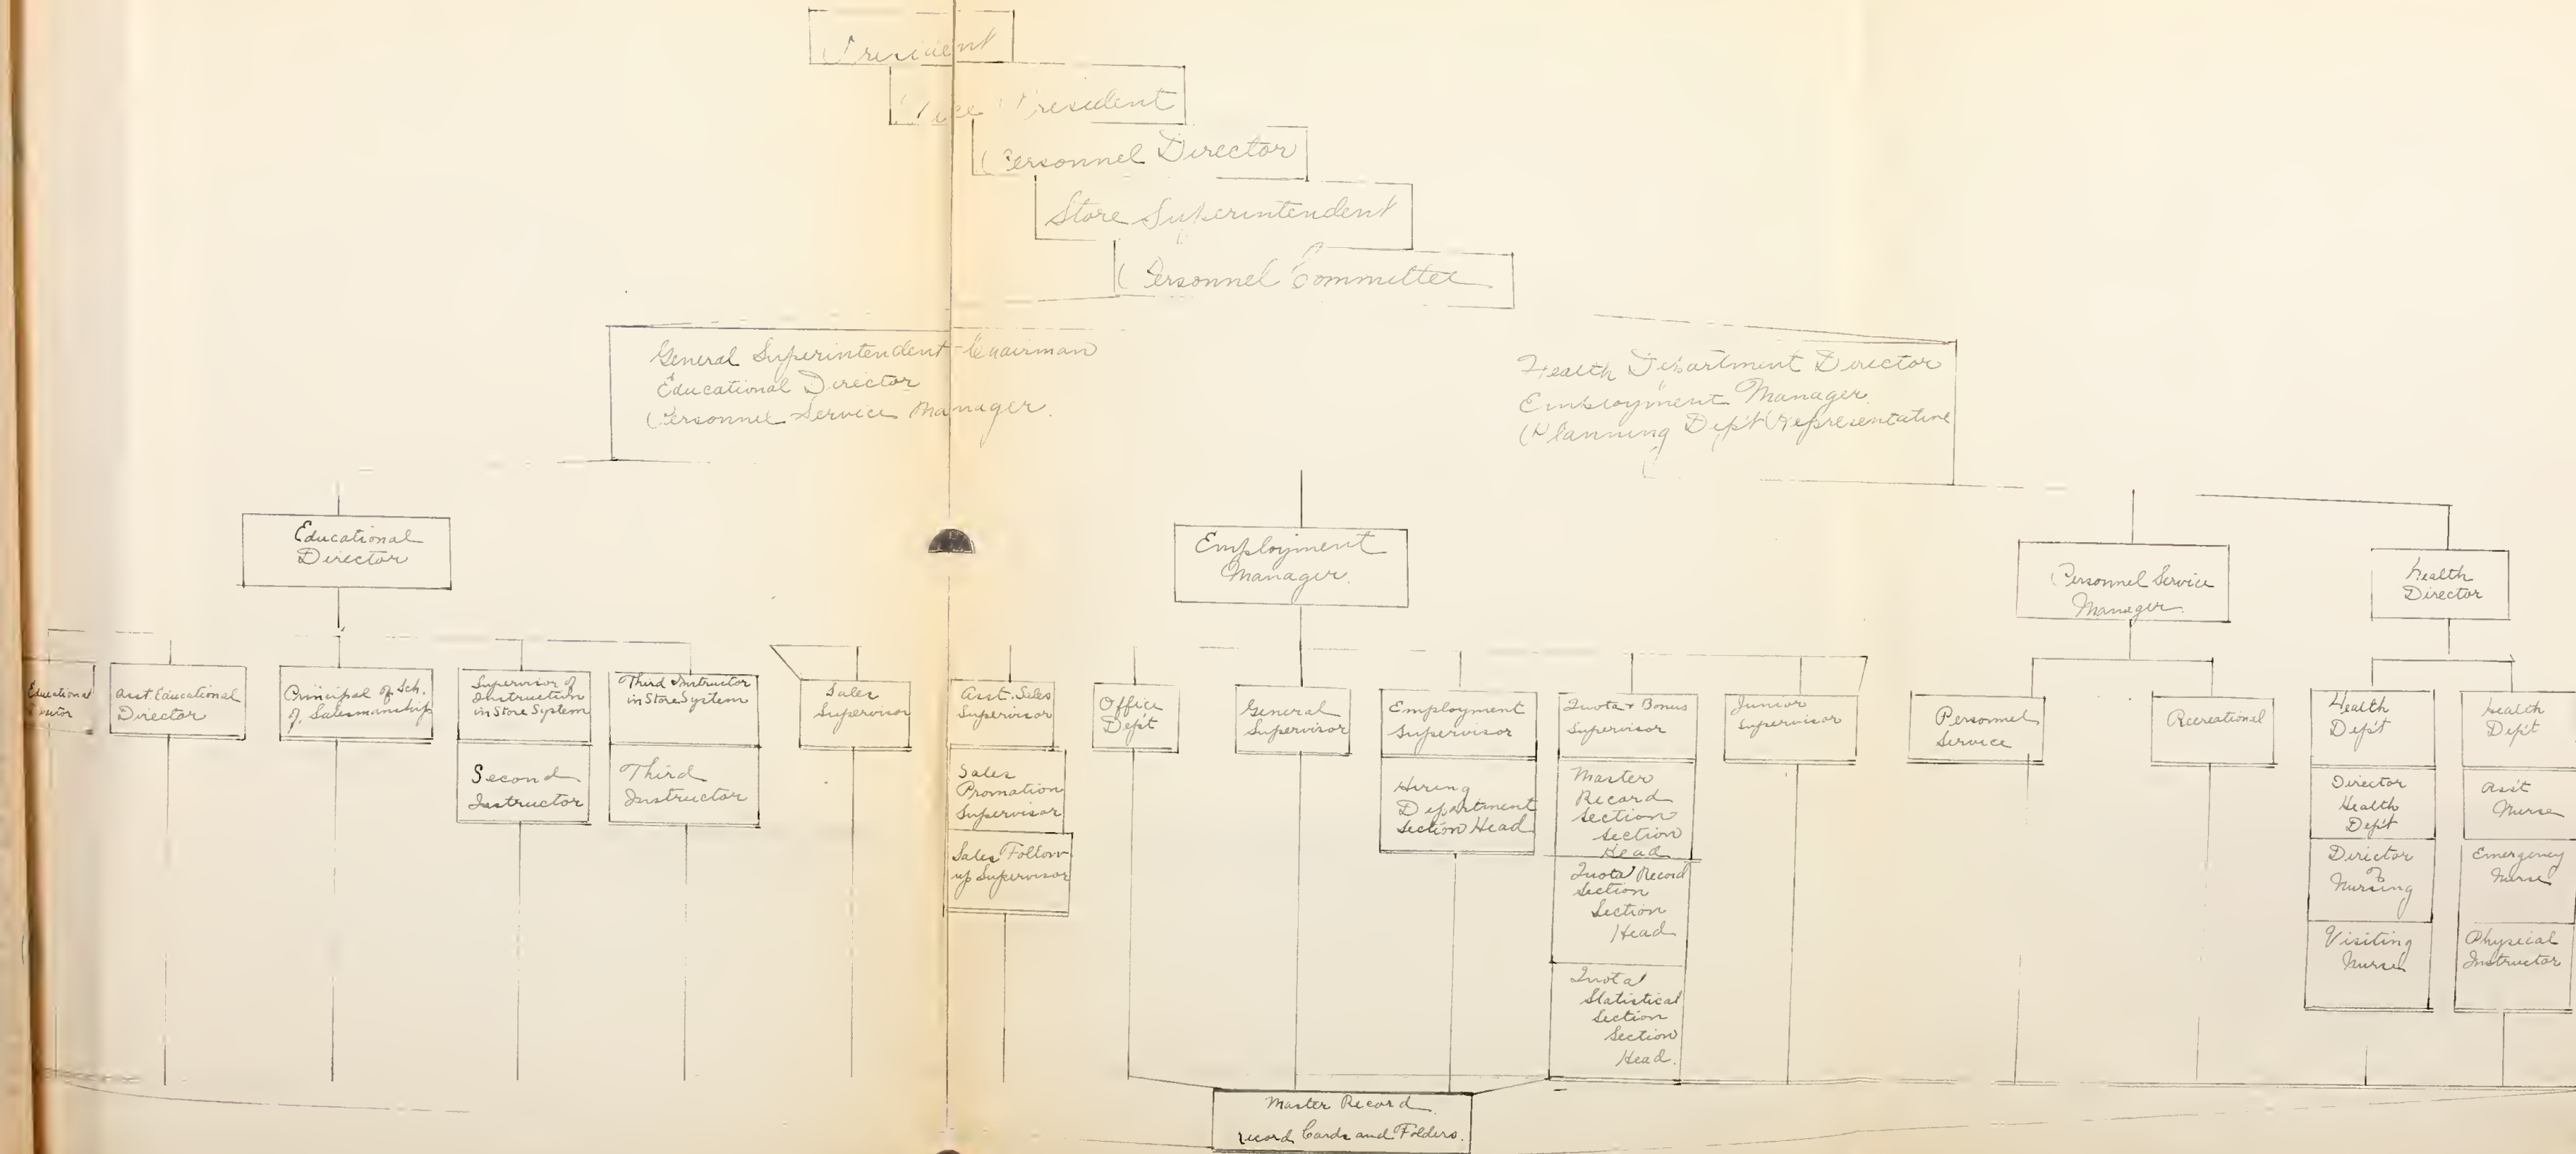 President
Vice President
Personnel Director
Store Superintendent
Personnel Committee
General Superintendent - Chairman
Educational Director
Personnel Service Manager.
Health Department Director
Employment Manager
Planning Dep't Representative
Educational
Director
Employment
Manager.
Personnel Service
Manager.
Health
Director
Educational
Asst. Educational
Director
Principal of Sch.
of Salesmanship
Supervisor of
Instruction
in Store System
Second
Instructor
Third Instructor
in Store System
Third
Instructor
Sales
Supervisor
Asst. Sales
Supervisor
Sales
Promation
Supervisor
Sales Follow
up Supervisor
Office
Dep't
General
Supervisor
Employment
Supervisor
Hiring
Department
Section Head
Quota + Bonus
Supervisor
Master
Record
Section
Section
Head
Quota Record
Section
Section
Head
Quota
Statistical
Section
Section
Head.
Junior
Supervisor
Personnel
Service
Recreational
Health
Dep't
Director
Health
Dep't
Director
of
Nursing
Visiting
Nurse
Health
Dep't
Ass't
Nurse
Emergency
Nurse
Physical
Instructor
Master Record
Record Cards and Folders.